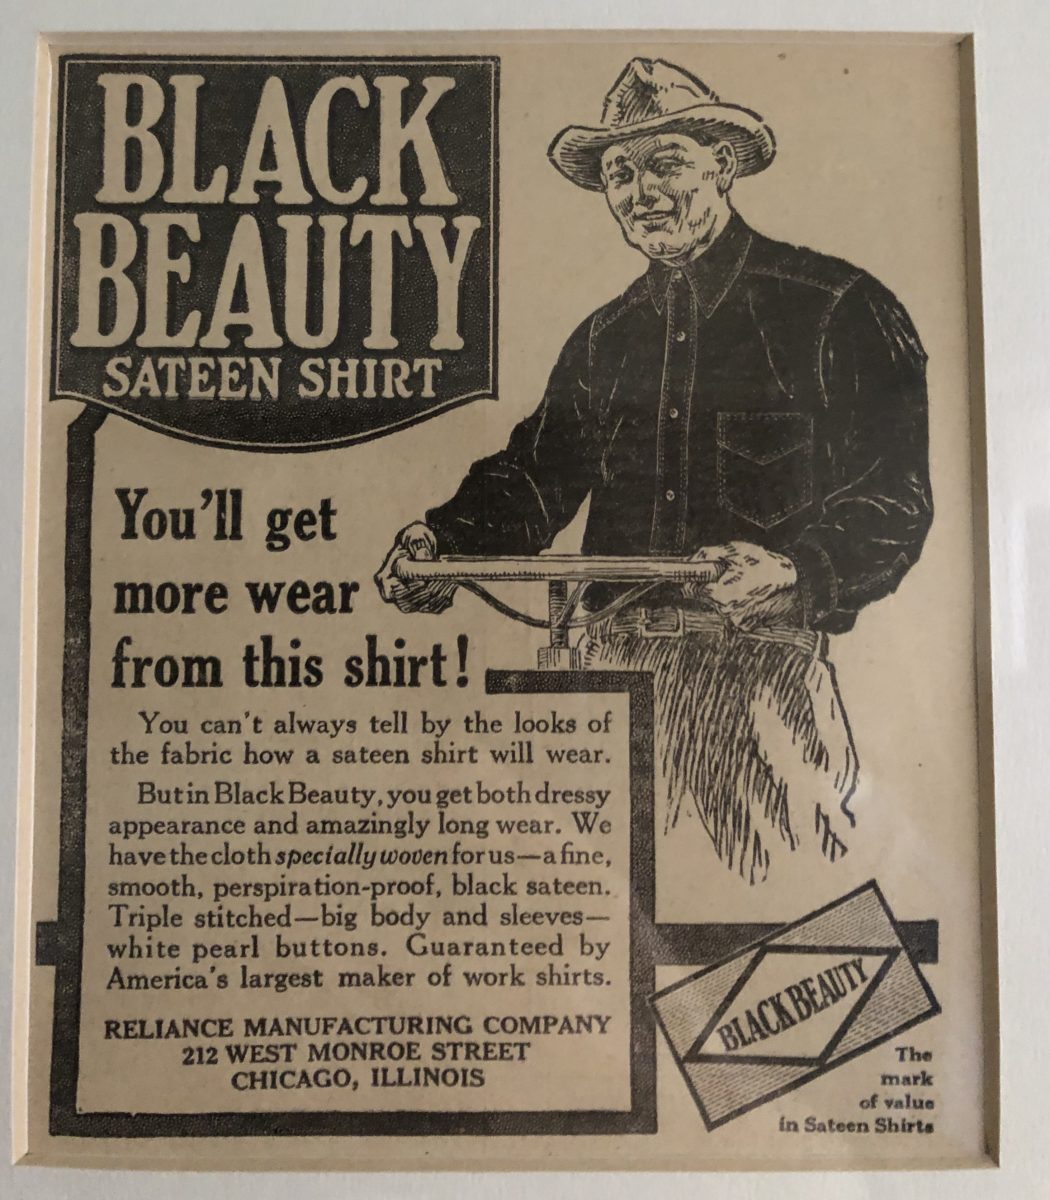 BLACK
BEAUTY
SATEEN SHIRT
You'll get
more wear
from this shirt!
You can't always tell by the looks of
the fabric how a sateen shirt will wear.
But in Black Beauty, you get both dressy
appearance and amazingly long wear. We
have the cloth specially woven for us—a fine,
smooth, perspiration-proof, black sateen.
Triple stitched—big body and sleeves—
white pearl buttons. Guaranteed by
America's largest maker of work shirts.
RELIANCE MANUFACTURING COMPANY
212 WEST MONROE STREET
CHICAGO, ILLINOIS
BLACK BEAUTY
The
mark
of value
in Sateen Shirts